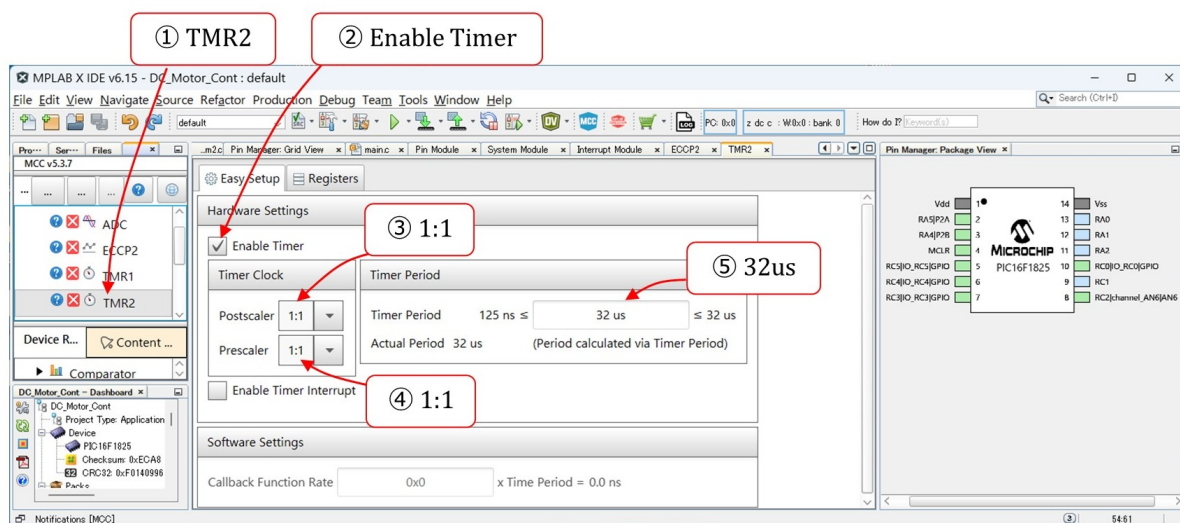 ① TMR2
② Enable Timer
MPLAB X IDE v6.15 - DC_Motor_Cont : default
File Edit View Navigate Source Refactor Production Debug Team Tools Window Help
Search (Ctrl+I)
default
PC: 0x0
z dc c : W:0x0 : bank 0
How do I? Keyword(s)
Pro··· Ser··· Files
...m2.c Pin Manager: Grid View main.c Pin Module System Module Interrupt Module ECCP2 TMR2
Pin Manager: Package View
MCC v5.3.7
Easy Setup Registers
... ... ... ...
ADC
ECCP2
TMR1
TMR2
Device R... Content ...
Comparator
Hardware Settings
Enable Timer
③ 1:1
Timer Clock
Postscaler 1:1
Prescaler 1:1
④ 1:1
Timer Period
⑤ 32us
Timer Period 125 ns ≤ 32 us ≤ 32 us
Actual Period 32 us (Period calculated via Timer Period)
Enable Timer Interrupt
Software Settings
Callback Function Rate 0x0 x Time Period = 0.0 ns
Vdd 1 14 Vss
RA5|P2A 2 13 RA0
RA4|P2B 3 12 RA1
MCLR 4 11 RA2
RC5|IO_RC5|GPIO 5 10 RC0|IO_RC0|GPIO
RC4|IO_RC4|GPIO 6 9 RC1
RC3|IO_RC3|GPIO 7 8 RC2|channel_AN6|AN6
MICROCHIP
PIC16F1825
DC_Motor_Cont - Dashboard
DC_Motor_Cont
Project Type: Application
Device
PIC16F1825
Checksum: 0xECA8
CRC32: 0xF0140996
Packs
Notifications [MCC]
3 54:61